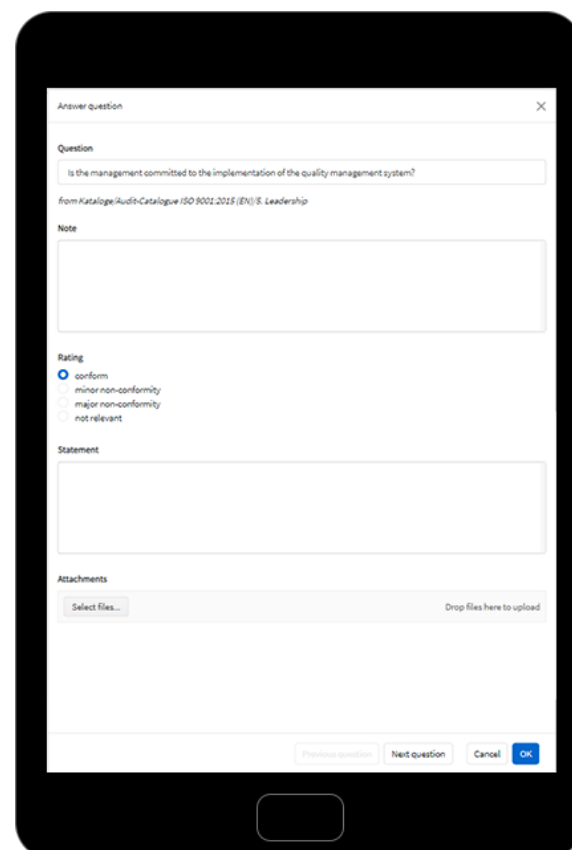 Answer question
Question
Is the management committed to the implementation of the quality management system?
from Kataloge/Audit-Catalogue ISO 9001:2015 (EN)/5. Leadership
Note
Rating
conform
minor non-conformity
major non-conformity
not relevant
Statement
Attachments
Select files... Drop files here to upload
Previous question Next question Cancel OK